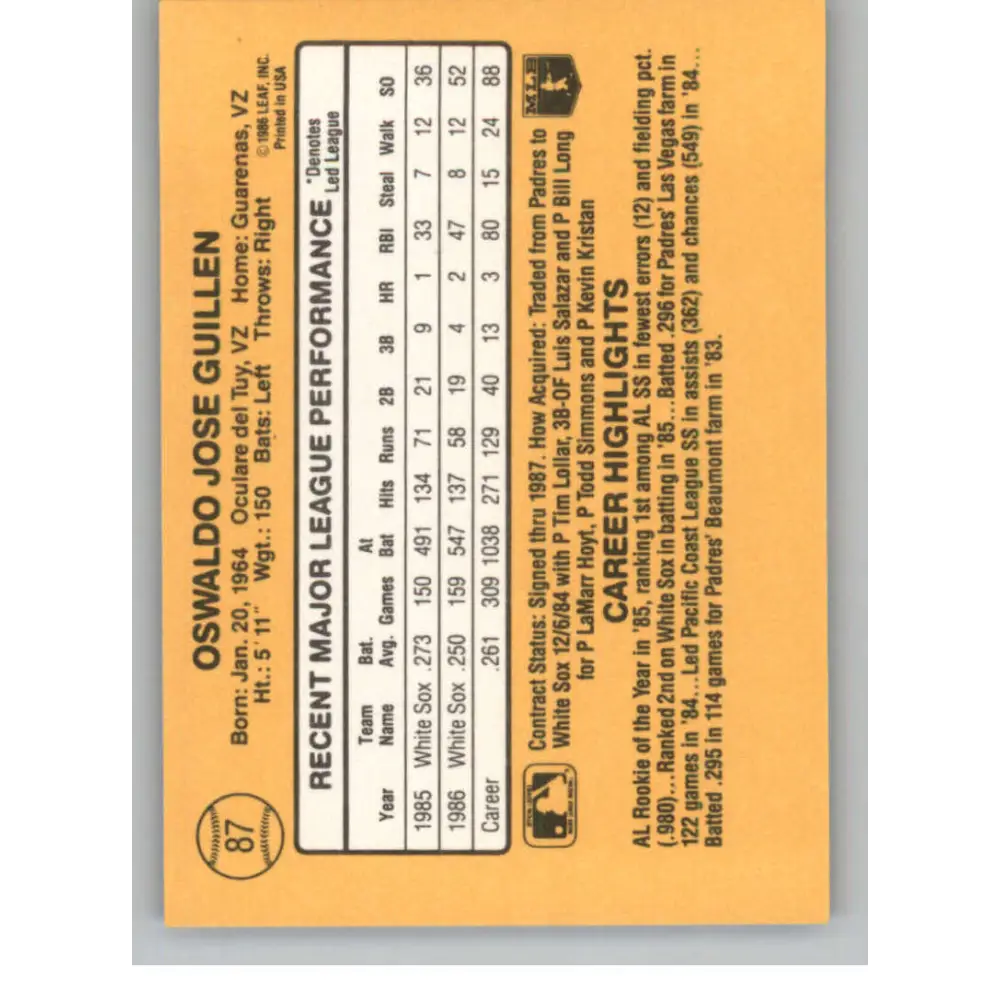 87
OSWALDO JOSE GUILLEN
Born: Jan. 20, 1964 Oculare del Tuy, VZ Home: Guarenas, VZ
Ht.: 5' 11" Wgt.: 150 Bats: Left Throws: Right
©1986 LEAF, INC.
Printed in USA
RECENT MAJOR LEAGUE PERFORMANCE *Denotes Led League
Year Team Name Bat. Avg. Games At Bat Hits Runs 2B 3B HR RBI Steal Walk SO
1985 White Sox .273 150 491 134 71 21 9 1 33 7 12 36
1986 White Sox .250 159 547 137 58 19 4 2 47 8 12 52
Career .261 309 1038 271 129 40 13 3 80 15 24 88
Contract Status: Signed thru 1987. How Acquired: Traded from Padres to
White Sox 12/6/84 with P Tim Lollar, 3B-OF Luis Salazar and P Bill Long
for P LaMarr Hoyt, P Todd Simmons and P Kevin Kristan
MLB
CAREER HIGHLIGHTS
AL Rookie of the Year in '85, ranking 1st among AL SS in fewest errors (12) and fielding pct.
(.980)...Ranked 2nd on White Sox in batting in '85...Batted .296 for Padres' Las Vegas farm in
122 games in '84...Led Pacific Coast League SS in assists (362) and chances (549) in '84...
Batted .295 in 114 games for Padres' Beaumont farm in '83.